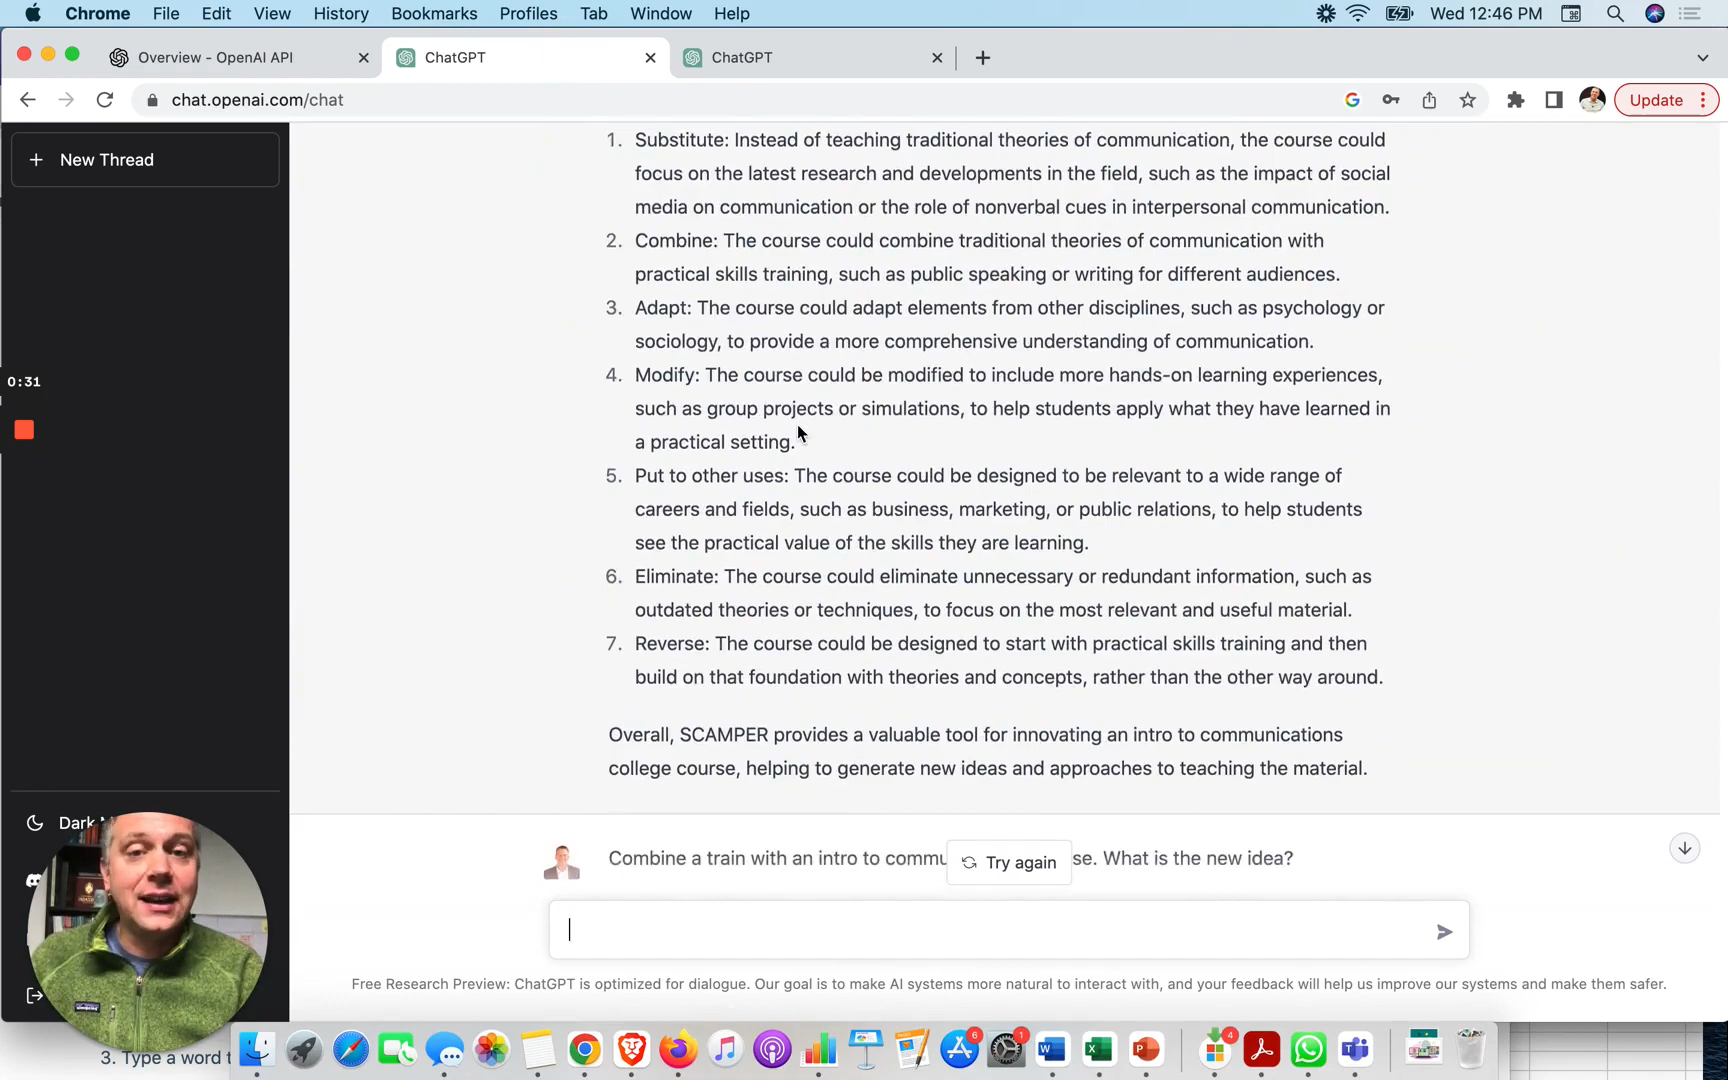 Chrome File Edit View History Bookmarks Profiles Tab Window Help Wed 12:46 PM
Overview - OpenAI API ChatGPT ChatGPT
chat.openai.com/chat Update
New Thread
1. Substitute: Instead of teaching traditional theories of communication, the course could
focus on the latest research and developments in the field, such as the impact of social
media on communication or the role of nonverbal cues in interpersonal communication.
2. Combine: The course could combine traditional theories of communication with
practical skills training, such as public speaking or writing for different audiences.
3. Adapt: The course could adapt elements from other disciplines, such as psychology or
sociology, to provide a more comprehensive understanding of communication.
4. Modify: The course could be modified to include more hands-on learning experiences,
0:31
such as group projects or simulations, to help students apply what they have learned in
a practical setting.
5. Put to other uses: The course could be designed to be relevant to a wide range of
careers and fields, such as business, marketing, or public relations, to help students
see the practical value of the skills they are learning.
6. Eliminate: The course could eliminate unnecessary or redundant information, such as
outdated theories or techniques, to focus on the most relevant and useful material.
7. Reverse: The course could be designed to start with practical skills training and then
build on that foundation with theories and concepts, rather than the other way around.
Overall, SCAMPER provides a valuable tool for innovating an intro to communications
college course, helping to generate new ideas and approaches to teaching the material.
Dark
Combine a train with an intro to commu Try again se. What is the new idea?
Free Research Preview: ChatGPT is optimized for dialogue. Our goal is to make AI systems more natural to interact with, and your feedback will help us improve our systems and make them safer.
3. Type a word t
6 1 W X P 4 T